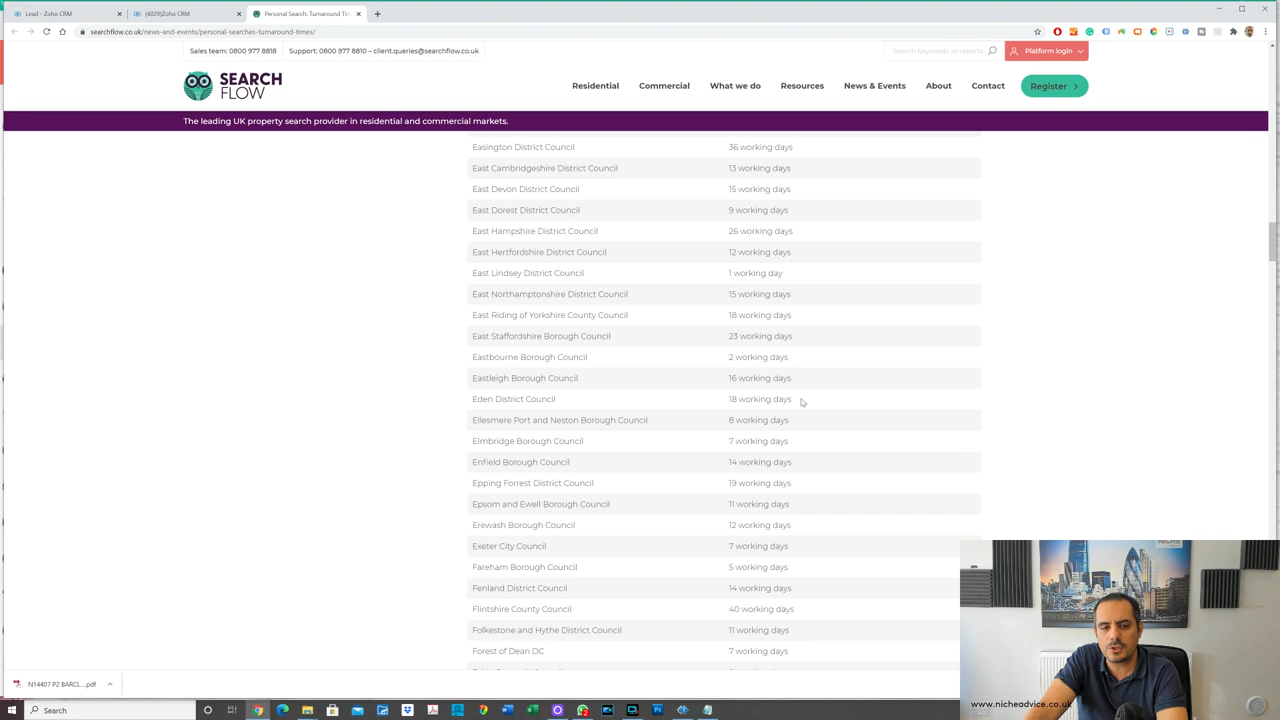 Lead - Zoho CRM
(4029)Zoho CRM
Personal Search: Turnaround Tim
searchflow.co.uk/news-and-events/personal-searches-turnaround-times/
Sales team: 0800 977 8818
Support: 0800 977 8810 – client.queries@searchflow.co.uk
Search keywords or reports
Platform login
SEARCH
FLOW
Residential
Commercial
What we do
Resources
News & Events
About
Contact
Register
The leading UK property search provider in residential and commercial markets.
Easington District Council 36 working days
East Cambridgeshire District Council 13 working days
East Devon District Council 15 working days
East Dorest District Council 9 working days
East Hampshire District Council 26 working days
East Hertfordshire District Council 12 working days
East Lindsey District Council 1 working day
East Northamptonshire District Council 15 working days
East Riding of Yorkshire County Council 18 working days
East Staffordshire Borough Council 23 working days
Eastbourne Borough Council 2 working days
Eastleigh Borough Council 16 working days
Eden District Council 18 working days
Ellesmere Port and Neston Borough Council 8 working days
Elmbridge Borough Council 7 working days
Enfield Borough Council 14 working days
Epping Forrest District Council 19 working days
Epsom and Ewell Borough Council 11 working days
Erewash Borough Council 12 working days
Exeter City Council 7 working days
Fareham Borough Council 5 working days
Fenland District Council 14 working days
Flintshire County Council 40 working days
Folkestone and Hythe District Council 11 working days
Forest of Dean DC 7 working days
NICHE
www.nicheadvice.co.uk
N14407 P2 BARCL....pdf
Search